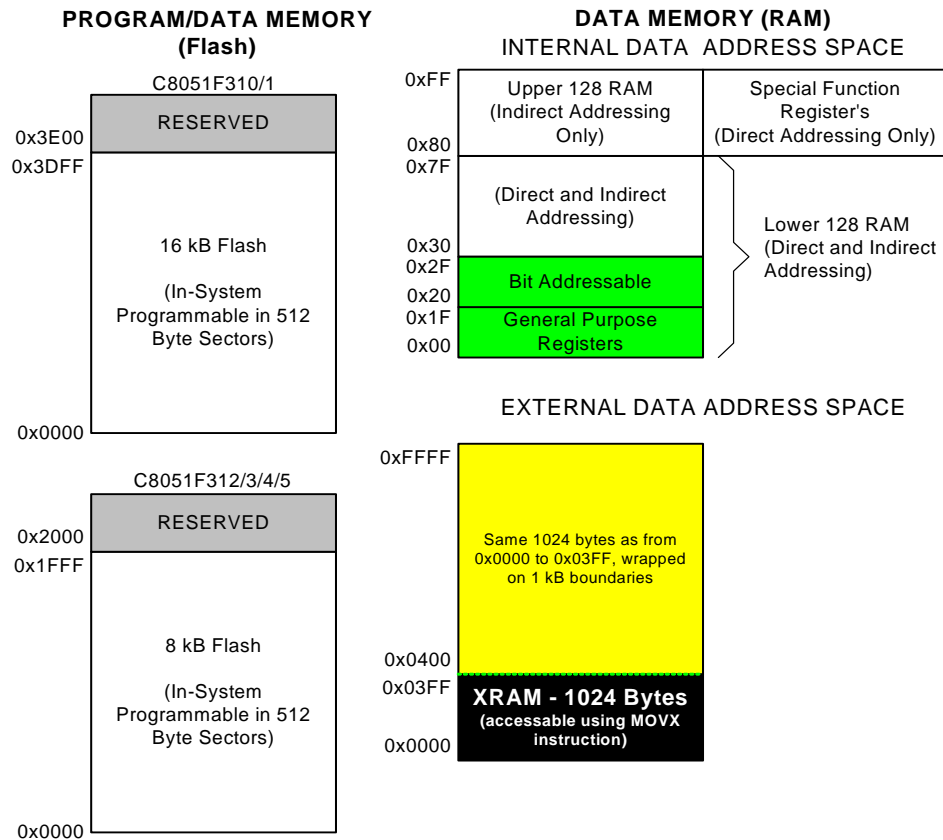 PROGRAM/DATA MEMORY
(Flash)
C8051F310/1
RESERVED
0x3E00
0x3DFF
16 kB Flash
(In-System
Programmable in 512
Byte Sectors)
0x0000
C8051F312/3/4/5
RESERVED
0x2000
0x1FFF
8 kB Flash
(In-System
Programmable in 512
Byte Sectors)
0x0000
DATA MEMORY (RAM)
INTERNAL DATA ADDRESS SPACE
0xFF
Upper 128 RAM
(Indirect Addressing
Only)
0x80
Special Function
Register's
(Direct Addressing Only)
0x7F
(Direct and Indirect
Addressing)
0x30
Lower 128 RAM
(Direct and Indirect
Addressing)
0x2F
Bit Addressable
0x20
0x1F
General Purpose
Registers
0x00
EXTERNAL DATA ADDRESS SPACE
0xFFFF
Same 1024 bytes as from
0x0000 to 0x03FF, wrapped
on 1 kB boundaries
0x0400
0x03FF
XRAM - 1024 Bytes
(accessable using MOVX
instruction)
0x0000